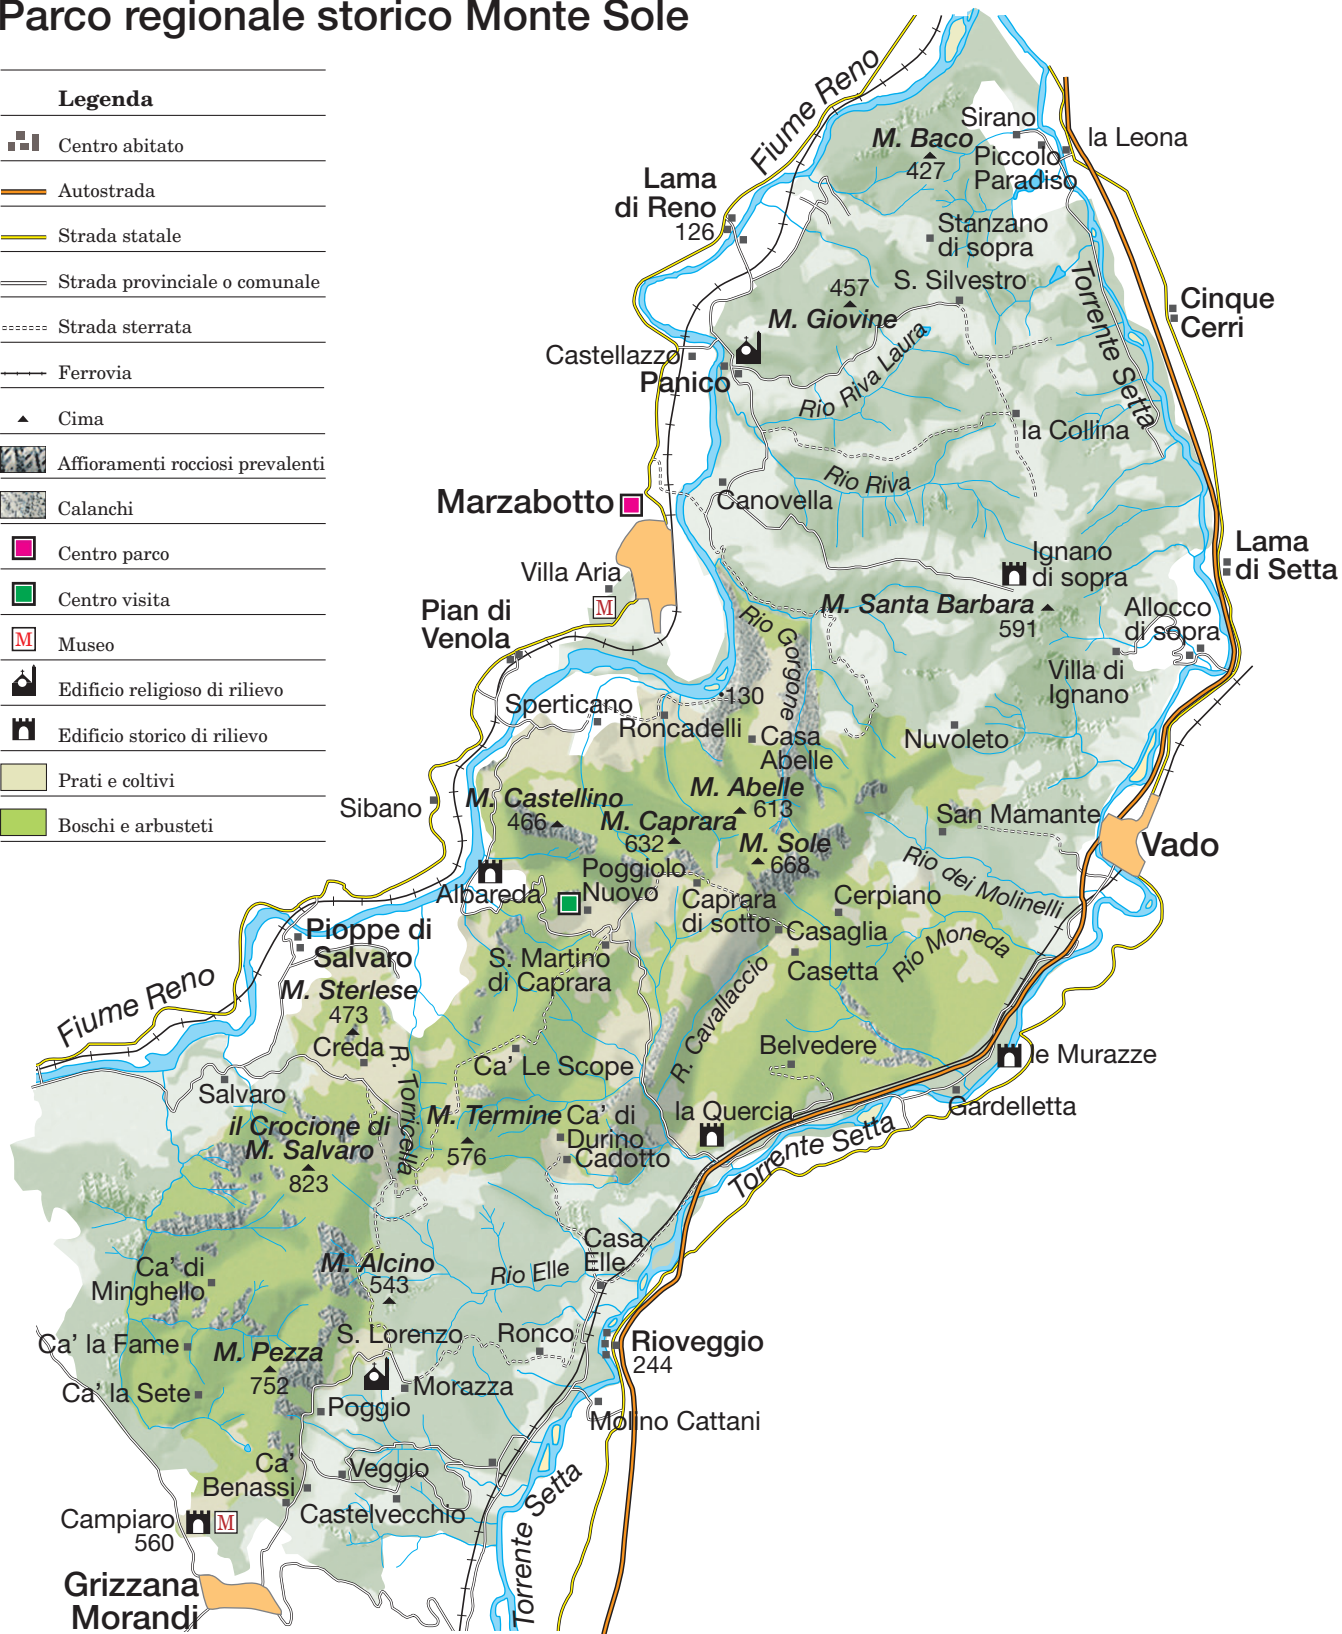 Parco regionale storico Monte Sole
Legenda
Centro abitato
Autostrada
Strada statale
Strada provinciale o comunale
Strada sterrata
Ferrovia
Cima
Affioramenti rocciosi prevalenti
Calanchi
Centro parco
Centro visita
M
Museo
Edificio religioso di rilievo
Edificio storico di rilievo
Prati e coltivi
Boschi e arbusteti
Fiume Reno
Sirano
la Leona
M. Baco
427
Piccolo
Paradiso
Lama
di Reno
126
Stanzano
di sopra
S. Silvestro
457
M. Giovine
Torrente Setta
Cinque
Cerri
Castellazzo
Panico
Rio Riva Laura
la Collina
Rio Riva
Canovella
Marzabotto
Villa Aria
M
Ignano
di sopra
Lama
di Setta
M. Santa Barbara
591
Allocco
di sopra
Pian di
Venola
Rio Gorgone
Villa di
Ignano
130
Sperticano
Roncadelli
Casa
Abelle
Nuvoleto
M. Abelle
613
Sibano
M. Castellino
466
M. Caprara
632
M. Sole
668
San Mamante
Vado
Poggiolo
Nuovo
Albareda
Caprara
di sotto
Cerpiano
Rio dei Molinelli
Casaglia
Rio Moneda
Casetta
Pioppe di
Salvaro
S. Martino
di Caprara
Fiume Reno
M. Sterlese
473
Creda
R. Torricella
R. Cavallaccio
Ca' Le Scope
Belvedere
le Murazze
Salvaro
Gardelletta
il Crocione di
M. Salvaro
823
M. Termine
576
Ca' di
Durino
Cadotto
la Quercia
Torrente Setta
Casa
Elle
Ca' di
Minghello
M. Alcino
543
Rio Elle
Ca' la Fame
M. Pezza
752
S. Lorenzo
Ronco
Rioveggio
244
Ca' la Sete
Morazza
Poggio
Molino Cattani
Ca'
Benassi
Veggio
Castelvecchio
Torrente Setta
Campiaro
560
M
Grizzana
Morandi